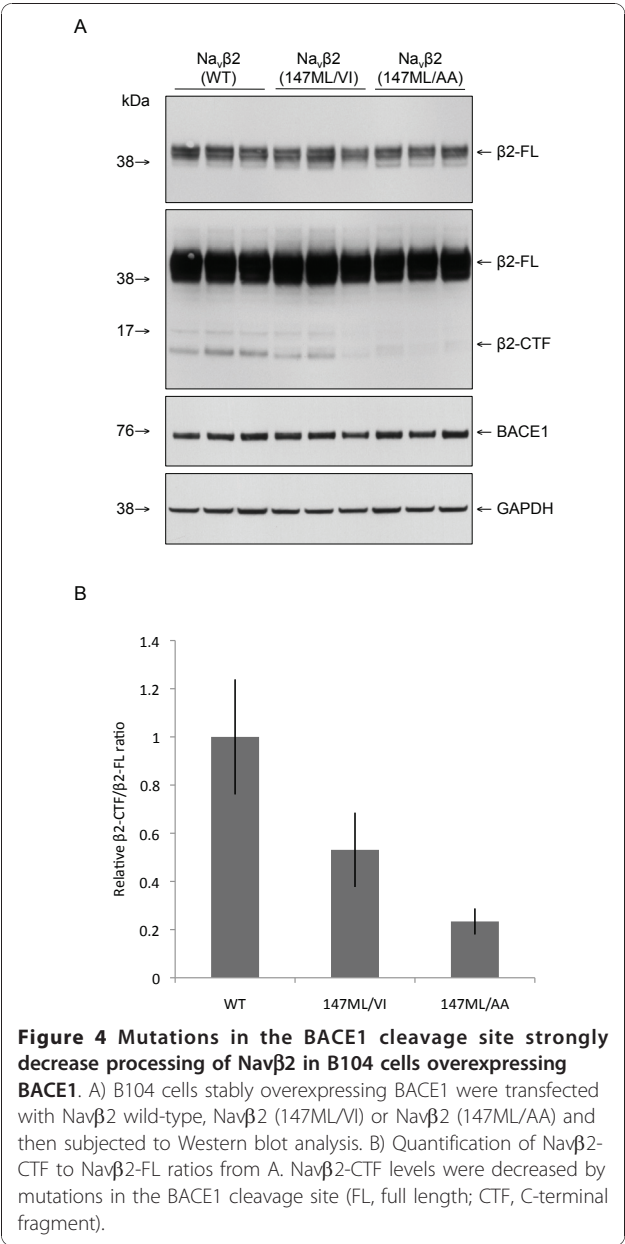 A
Naᵥβ2 (WT)
Naᵥβ2 (147ML/VI)
Naᵥβ2 (147ML/AA)
kDa
38→
← β2-FL
← β2-FL
38→
17→
← β2-CTF
76→
← BACE1
38→
← GAPDH
B
Relative β2-CTF/β2-FL ratio
1.4
1.2
1
0.8
0.6
0.4
0.2
0
WT
147ML/VI
147ML/AA
Figure 4 Mutations in the BACE1 cleavage site strongly
decrease processing of Navβ2 in B104 cells overexpressing
BACE1. A) B104 cells stably overexpressing BACE1 were transfected
with Navβ2 wild-type, Navβ2 (147ML/VI) or Navβ2 (147ML/AA) and
then subjected to Western blot analysis. B) Quantification of Navβ2-
CTF to Navβ2-FL ratios from A. Navβ2-CTF levels were decreased by
mutations in the BACE1 cleavage site (FL, full length; CTF, C-terminal
fragment).